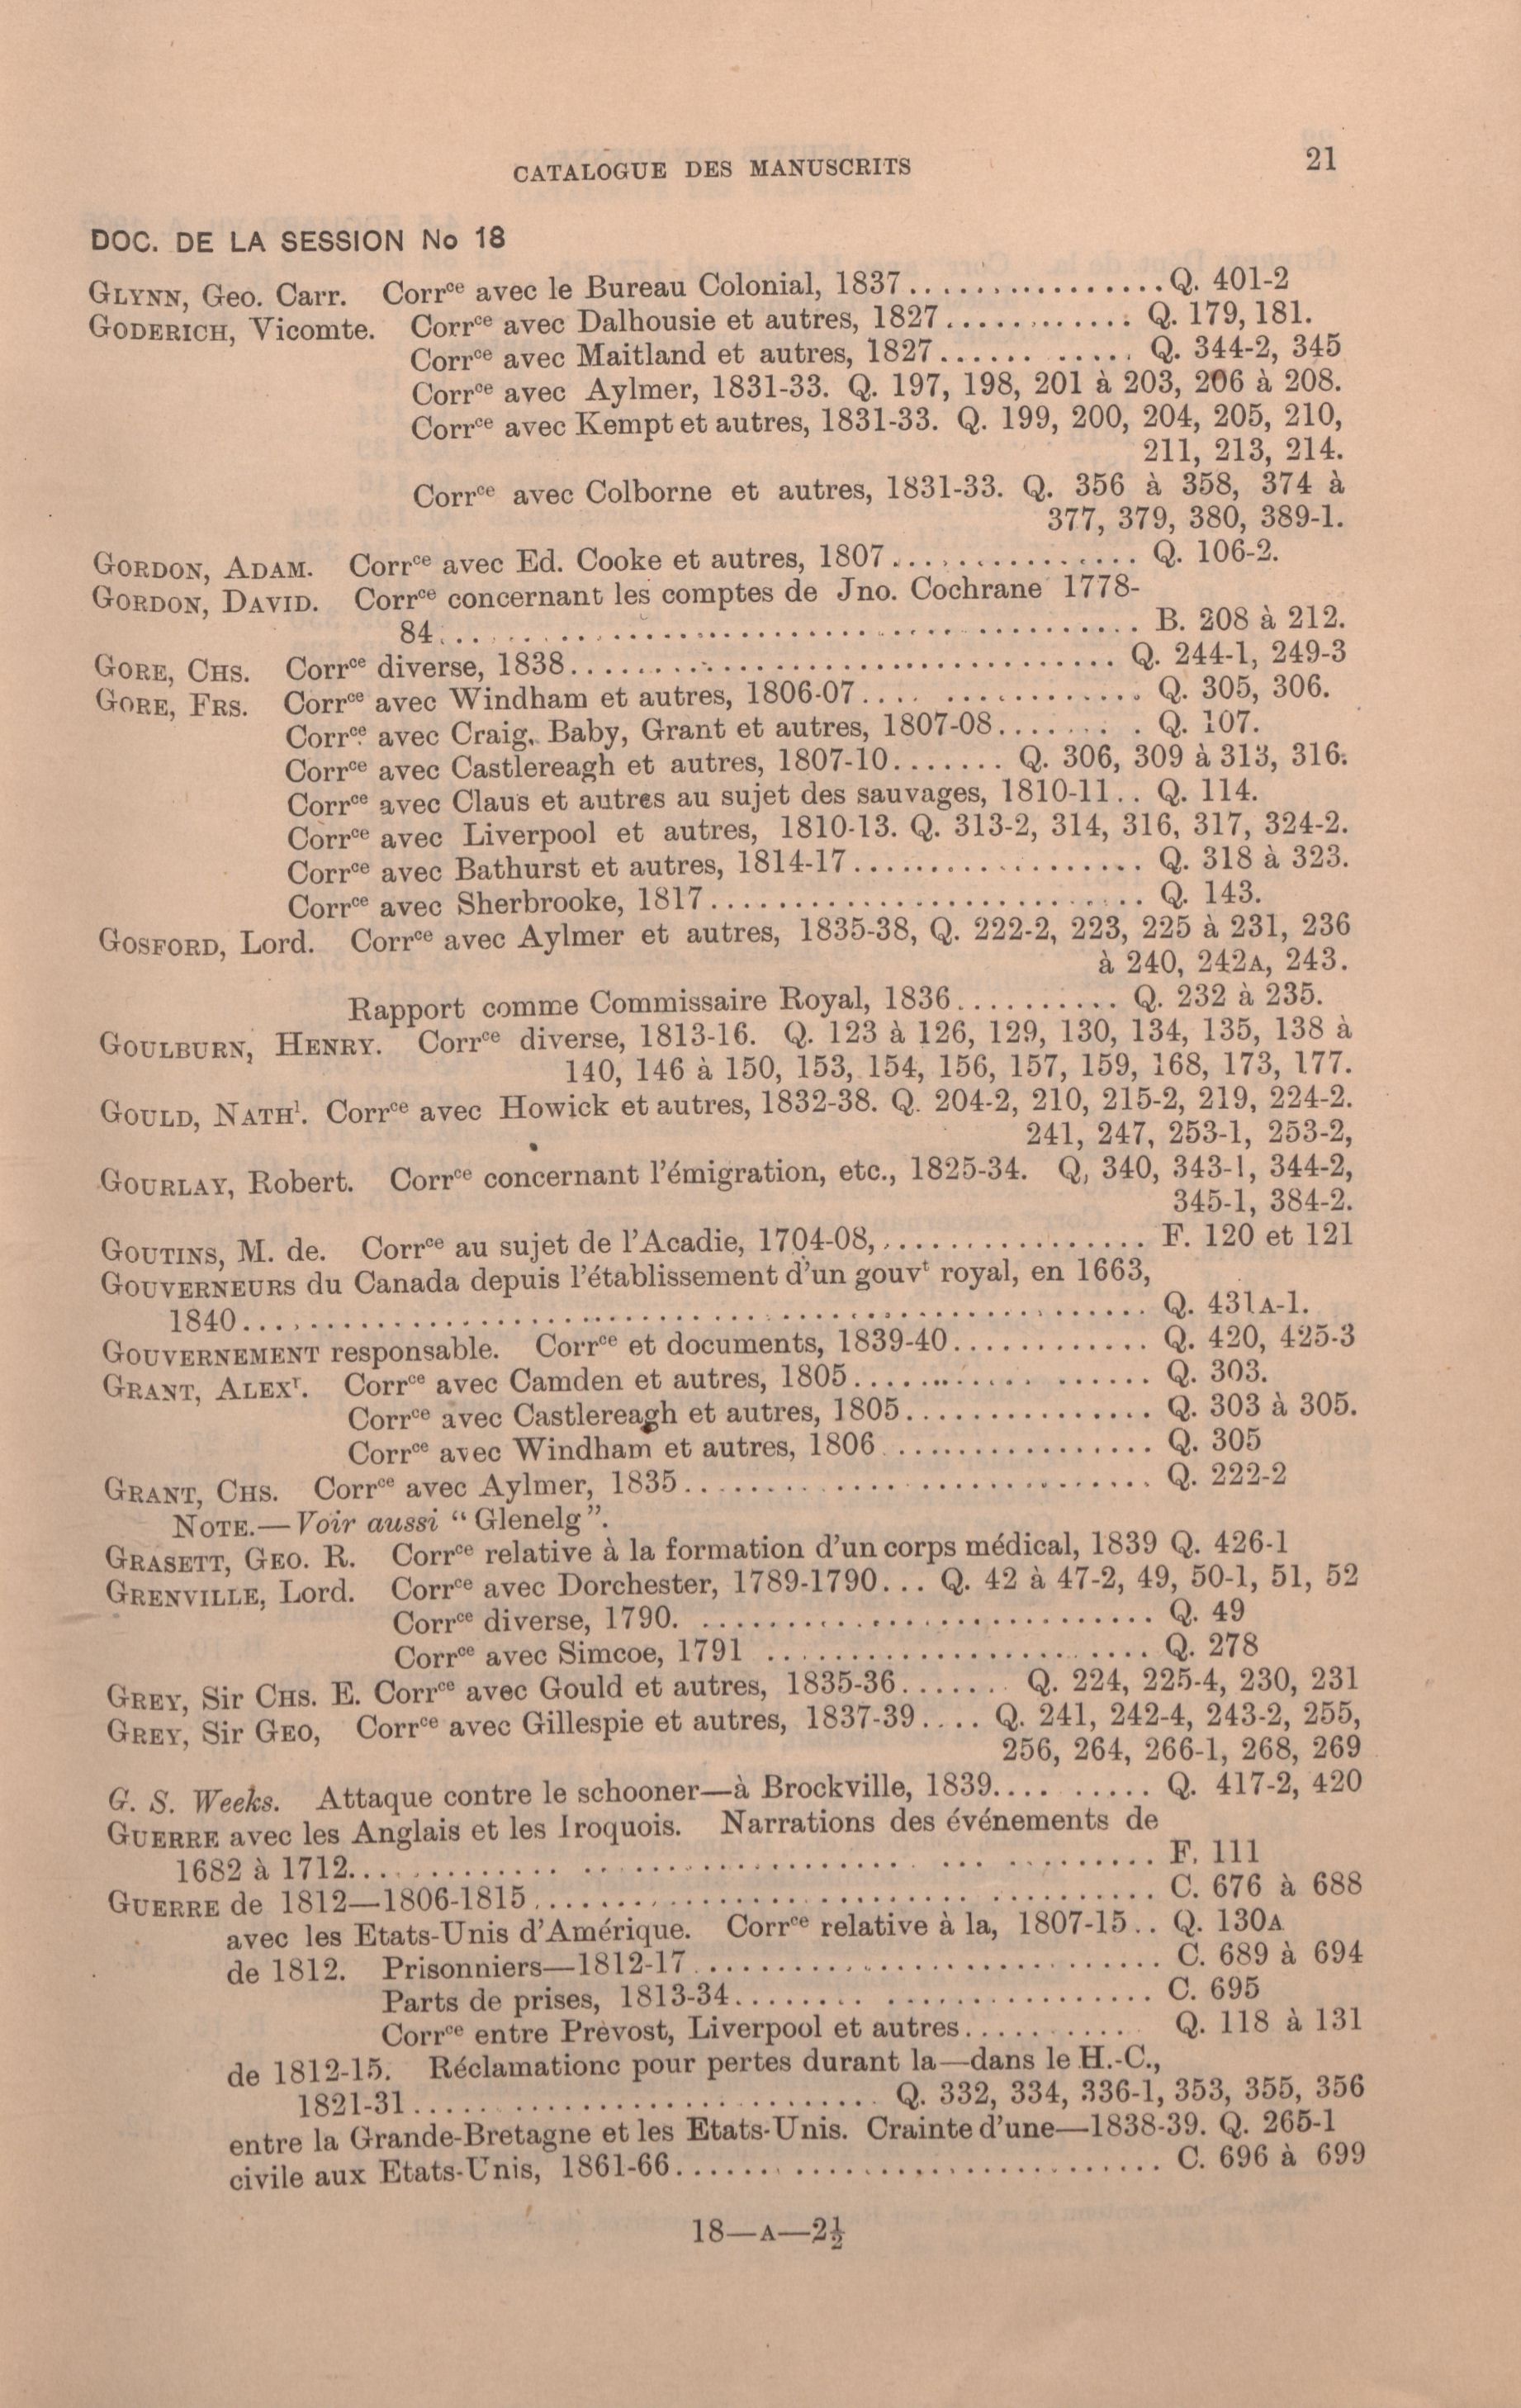 CATALOGUE DES MANUSCRITS 21
DOC. DE LA SESSION No 18
GLYNN, Geo. Carr. Corrce avec le Bureau Colonial, 1837................Q. 401-2
GODERICH, Vicomte. Corrce avec Dalhousie et autres, 1827............ Q. 179, 181.
Corrce avec Maitland et autres, 1827........... Q. 344-2, 345
Corrce avec Aylmer, 1831-33. Q. 197, 198, 201 à 203, 206 à 208.
Corrce avec Kempt et autres, 1831-33. Q. 199, 200, 204, 205, 210,
211, 213, 214.
Corrce avec Colborne et autres, 1831-33. Q. 356 à 358, 374 à
377, 379, 380, 389-1.
GORDON, ADAM. Corrce avec Ed. Cooke et autres, 1807............... Q. 106-2.
GORDON, DAVID. Corrce concernant les comptes de Jno. Cochrane 1778-
84.......................................... B. 208 à 212.
GORE, CHS. Corrce diverse, 1838................................. Q. 244-1, 249-3
GORE, FRS. Corrce avec Windham et autres, 1806-07.... ............ Q. 305, 306.
Corrce avec Craig, Baby, Grant et autres, 1807-08........ Q. 107.
Corrce avec Castlereagh et autres, 1807-10....... Q. 306, 309 à 313, 316.
Corrce avec Claus et autres au sujet des sauvages, 1810-11.. Q. 114.
Corrce avec Liverpool et autres, 1810-13. Q. 313-2, 314, 316, 317, 324-2.
Corrce avec Bathurst et autres, 1814-17.................. Q. 318 à 323.
Corrce avec Sherbrooke, 1817.......................... Q. 143.
GOSFORD, Lord. Corrce avec Aylmer et autres, 1835-38, Q. 222-2, 223, 225 à 231, 236
à 240, 242A, 243.
Rapport comme Commissaire Royal, 1836.......... Q. 232 à 235.
GOULBURN, HENRY. Corrce diverse, 1813-16. Q. 123 à 126, 129, 130, 134, 135, 138 à
140, 146 à 150, 153, 154, 156, 157, 159, 168, 173, 177.
GOULD, NATHl. Corrce avec Howick et autres, 1832-38. Q. 204-2, 210, 215-2, 219, 224-2.
241, 247, 253-1, 253-2,
GOURLAY, Robert. Corrce concernant l'émigration, etc., 1825-34. Q, 340, 343-1, 344-2,
345-1, 384-2.
GOUTINS, M. de. Corrce au sujet de l'Acadie, 1704-08,................ F. 120 et 121
GOUVERNEURS du Canada depuis l'établissement d'un gouvt royal, en 1663,
1840........................................... Q. 431A-1.
GOUVERNEMENT responsable. Corrce et documents, 1839-40............ Q. 420, 425-3
GRANT, ALEXr. Corrce avec Camden et autres, 1805........... ...... Q. 303.
Corrce avec Castlereagh et autres, 1805............... Q. 303 à 305.
Corrce avec Windham et autres, 1806 ................ Q. 305
GRANT, CHS. Corrce avec Aylmer, 1835............................ Q. 222-2
NOTE.—Voir aussi “Glenelg”.
GRASETT, GEO. R. Corrce relative à la formation d'un corps médical, 1839 Q. 426-1
GRENVILLE, Lord. Corrce avec Dorchester, 1789-1790... Q. 42 à 47-2, 49, 50-1, 51, 52
Corrce diverse, 1790. ........................... Q. 49
Corrce avec Simcoe, 1791 ....................... Q. 278
GREY, Sir CHS. E. Corrce avec Gould et autres, 1835-36....... Q. 224, 225-4, 230, 231
GREY, Sir GEO, Corrce avec Gillespie et autres, 1837-39.... Q. 241, 242-4, 243-2, 255,
256, 264, 266-1, 268, 269
G. S. Weeks. Attaque contre le schooner—à Brockville, 1839.... ..... Q. 417-2, 420
GUERRE avec les Anglais et les Iroquois. Narrations des événements de
1682 à 1712............ ................ ... ......... F. 111
GUERRE de 1812—1806-1815......................... .......... C. 676 à 688
avec les Etats-Unis d'Amérique. Corrce relative à la, 1807-15.. Q. 130A
de 1812. Prisonniers—1812-17............................ C. 689 à 694
Parts de prises, 1813-34........ ................ C. 695
Corrce entre Prevost, Liverpool et autres........... Q. 118 à 131
de 1812-15. Réclamationc pour pertes durant la—dans le H.-C.,
1821-31............................ Q. 332, 334, 336-1, 353, 355, 356
entre la Grande-Bretagne et les Etats-Unis. Crainte d'une—1838-39. Q. 265-1
civile aux Etats-Unis, 1861-66............................. C. 696 à 699
18—A—2½